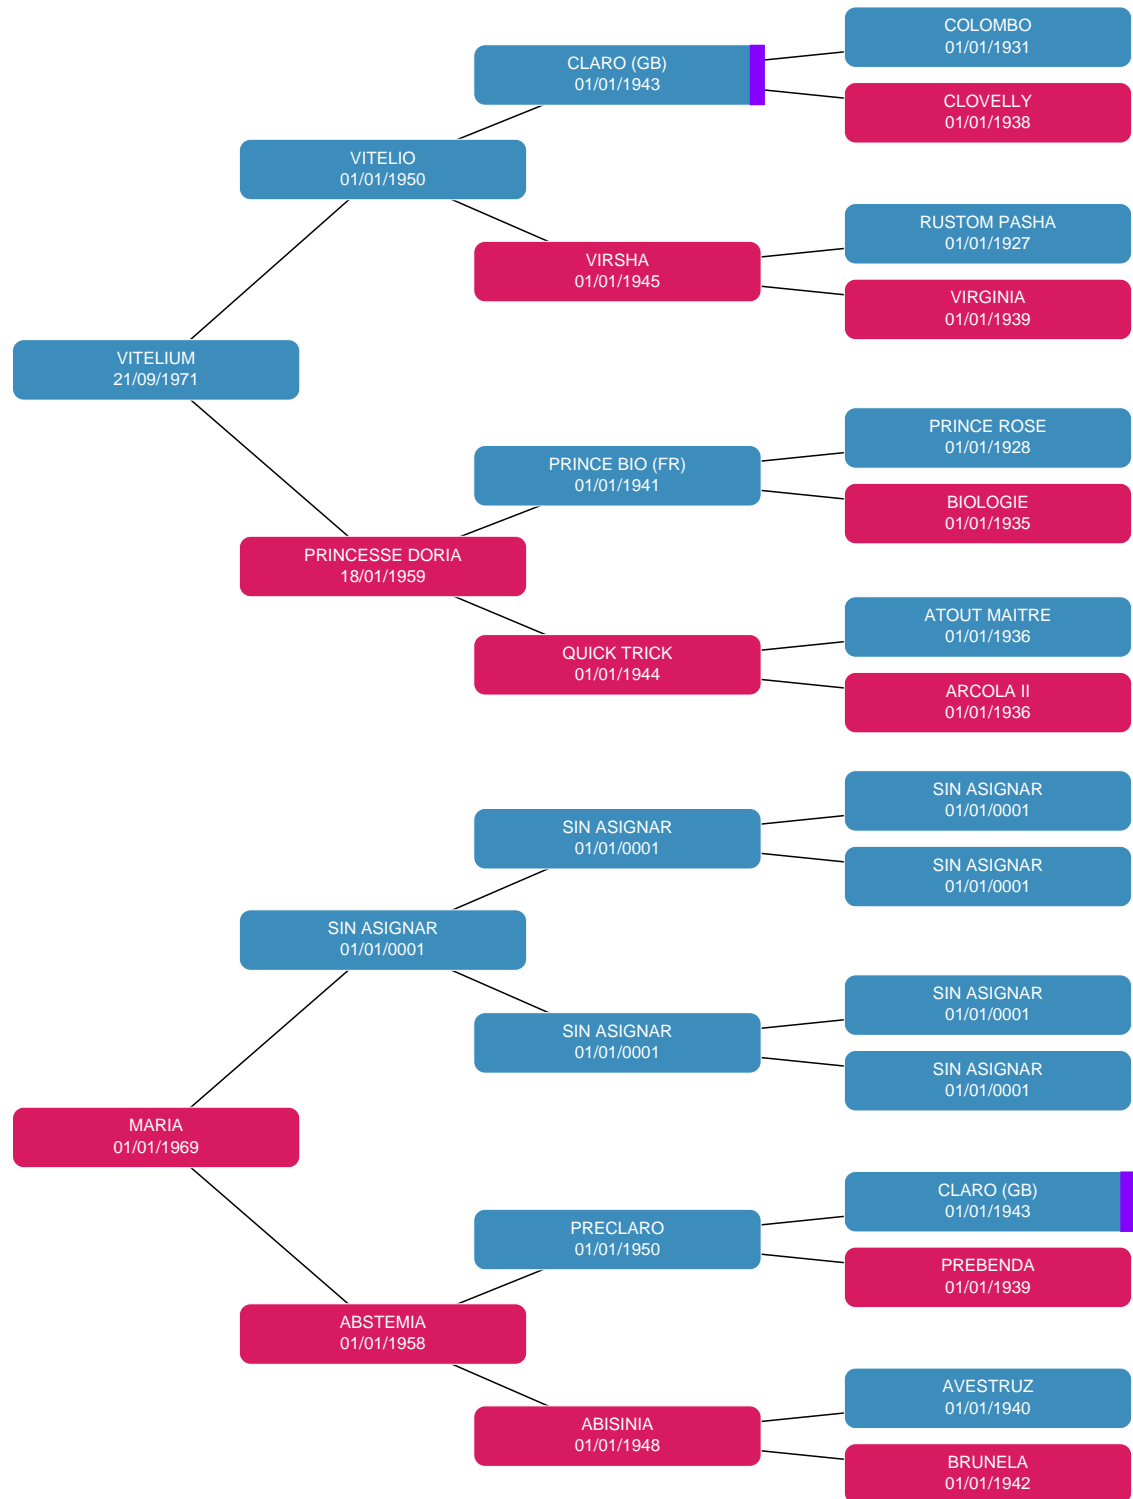 COLOMBO
01/01/1931
CLARO (GB)
01/01/1943
CLOVELLY
01/01/1938
VITELIO
01/01/1950
RUSTOM PASHA
01/01/1927
VIRSHA
01/01/1945
VIRGINIA
01/01/1939
VITELIUM
21/09/1971
PRINCE ROSE
01/01/1928
PRINCE BIO (FR)
01/01/1941
BIOLOGIE
01/01/1935
PRINCESSE DORIA
18/01/1959
ATOUT MAITRE
01/01/1936
QUICK TRICK
01/01/1944
ARCOLA II
01/01/1936
SIN ASIGNAR
01/01/0001
SIN ASIGNAR
01/01/0001
SIN ASIGNAR
01/01/0001
SIN ASIGNAR
01/01/0001
SIN ASIGNAR
01/01/0001
SIN ASIGNAR
01/01/0001
SIN ASIGNAR
01/01/0001
MARIA
01/01/1969
CLARO (GB)
01/01/1943
PRECLARO
01/01/1950
PREBENDA
01/01/1939
ABSTEMIA
01/01/1958
AVESTRUZ
01/01/1940
ABISINIA
01/01/1948
BRUNELA
01/01/1942